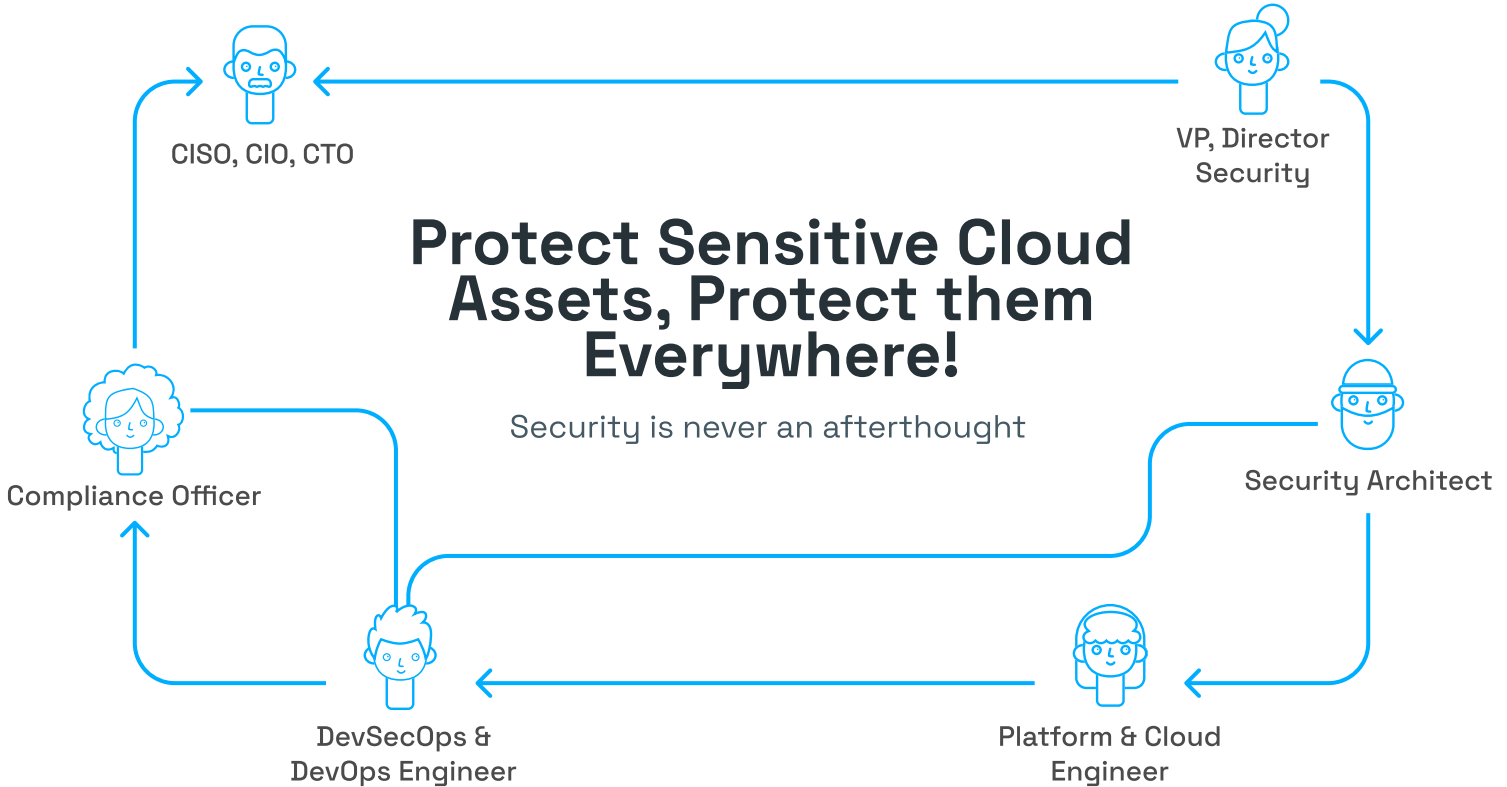 CISO, CIO, CTO
VP, Director
Security
Protect Sensitive Cloud
Assets, Protect them
Everywhere!
Security is never an afterthought
Compliance Officer
Security Architect
DevSecOps &
DevOps Engineer
Platform & Cloud
Engineer